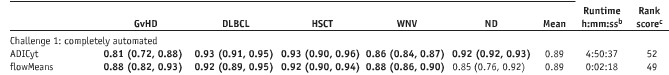 GvHD DLBCL HSCT WNV ND Mean Runtime h:mm:ssᵇ Rank scoreᶜ
Challenge 1: completely automated
ADICyt 0.81 (0.72, 0.88) 0.93 (0.91, 0.95) 0.93 (0.90, 0.96) 0.86 (0.84, 0.87) 0.92 (0.92, 0.93) 0.89 4:50:37 52
flowMeans 0.88 (0.82, 0.93) 0.92 (0.89, 0.95) 0.92 (0.90, 0.94) 0.88 (0.86, 0.90) 0.85 (0.76, 0.92) 0.89 0:02:18 49